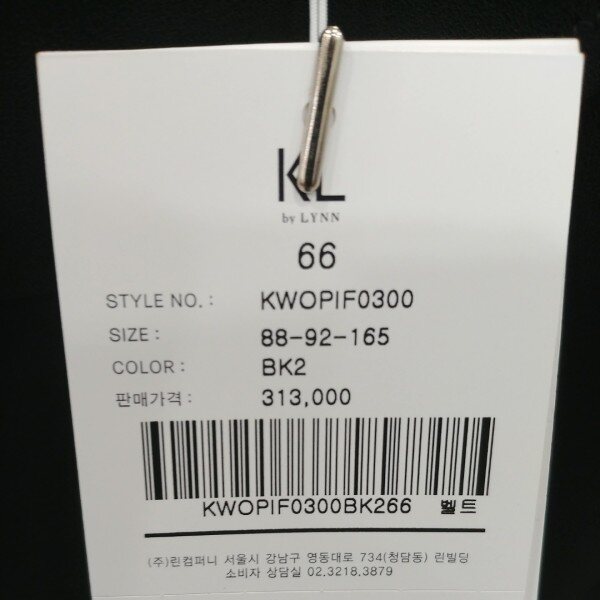 KL
by LYNN
66
STYLE NO. : KWOPIF0300
SIZE : 88-92-165
COLOR : BK2
판매가격 : 313,000
KWOPIF0300BK266 벨트
(주)린컴퍼니 서울시 강남구 영동대로 734(청담동) 린빌딩
소비자 상담실 02.3218.3879